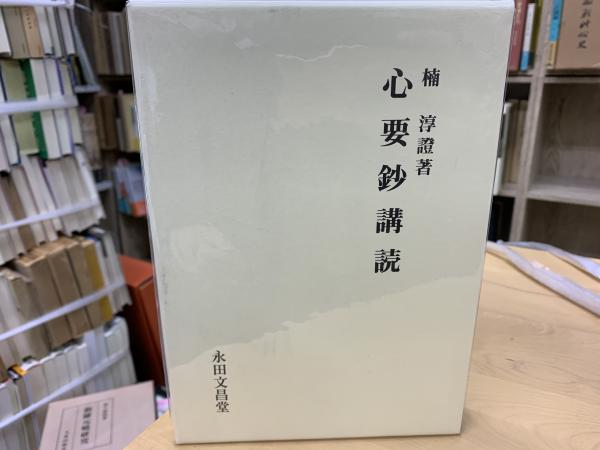 楠 淳證著
心要鈔講読
永田文昌堂